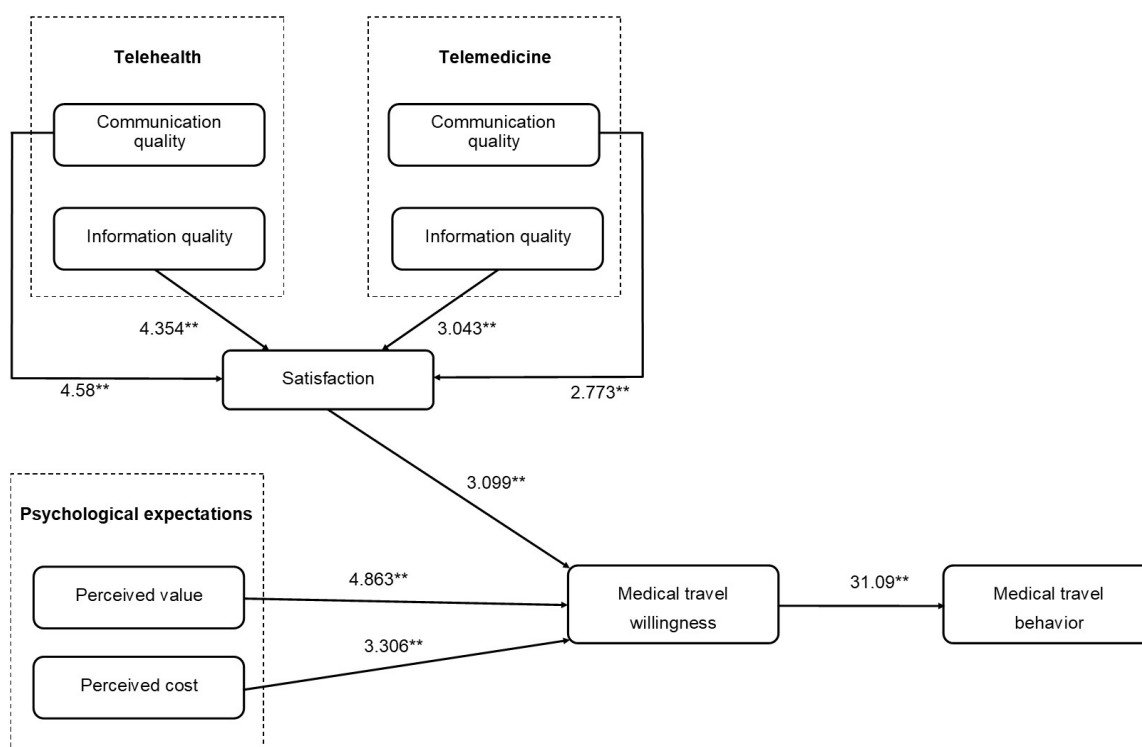 Telehealth
Communication
quality
Information quality
Telemedicine
Communication
quality
Information quality
4.354**
3.043**
4.58**
Satisfaction
2.773**
3.099**
Psychological expectations
Perceived value
4.863**
Perceived cost
3.306**
Medical travel
willingness
31.09**
Medical travel
behavior